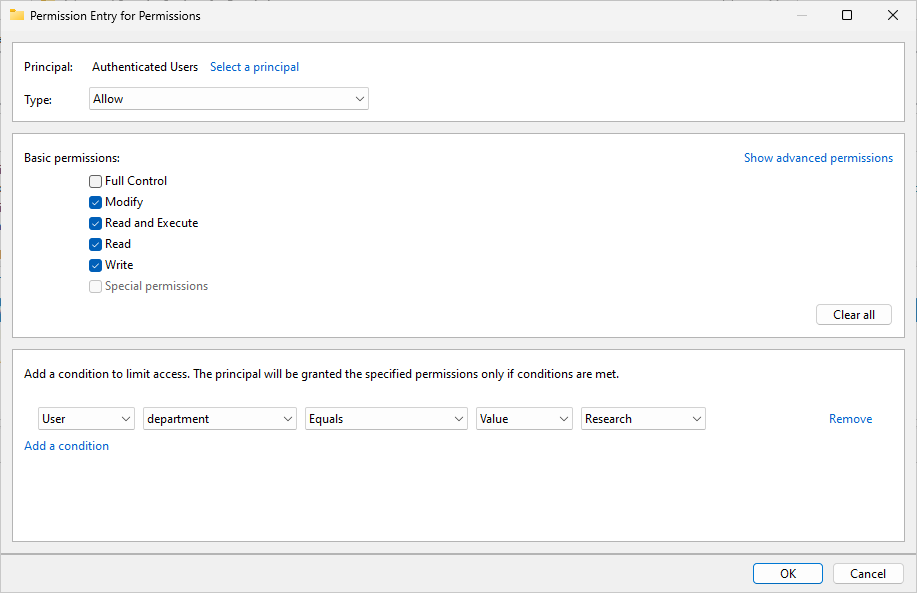 Permission Entry for Permissions
Principal: Authenticated Users Select a principal
Type: Allow
Basic permissions: Show advanced permissions
Full Control
Modify
Read and Execute
Read
Write
Special permissions
Clear all
Add a condition to limit access. The principal will be granted the specified permissions only if conditions are met.
User department Equals Value Research Remove
Add a condition
OK Cancel